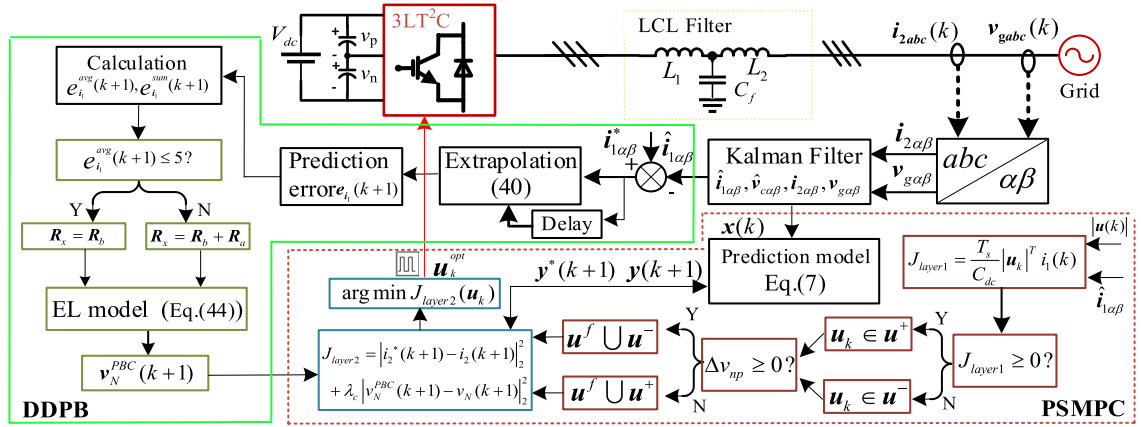 V_dc
v_p
v_n
+
-
+
-
3LT²C
LCL Filter
L_1
L_2
C_f
i_2abc(k)
v_gabc(k)
Grid
abc
αβ
i_2αβ
v_gαβ
Kalman Filter
î_1αβ, v̂_cαβ, i_2αβ, v_gαβ
i*_1αβ
î_1αβ
+
-
Extrapolation
(40)
Delay
Prediction
error e_i1(k+1)
Calculation
e_i1^avg(k+1), e_i1^sum(k+1)
e_i1^avg(k+1) ≤ 5?
Y
N
R_x = R_b
R_x = R_b + R_a
EL model (Eq.(44))
v_N^PBC(k+1)
DDPB
x(k)
Prediction model
Eq.(7)
y*(k+1) y(k+1)
u_k^opt
arg min J_layer2(u_k)
J_layer2 = |i_2*(k+1) - i_2(k+1)|_2^2
+ λ_c |v_N^PBC(k+1) - v_N(k+1)|_2^2
u^f ⋃ u^-
u^f ⋃ u^+
Y
N
Δv_np ≥ 0?
u_k ∈ u^+
u_k ∈ u^-
Y
N
J_layer1 ≥ 0?
J_layer1 = T_s/C_dc |u_k|^T i_1(k)
|u(k)|
î_1αβ
PSMPC